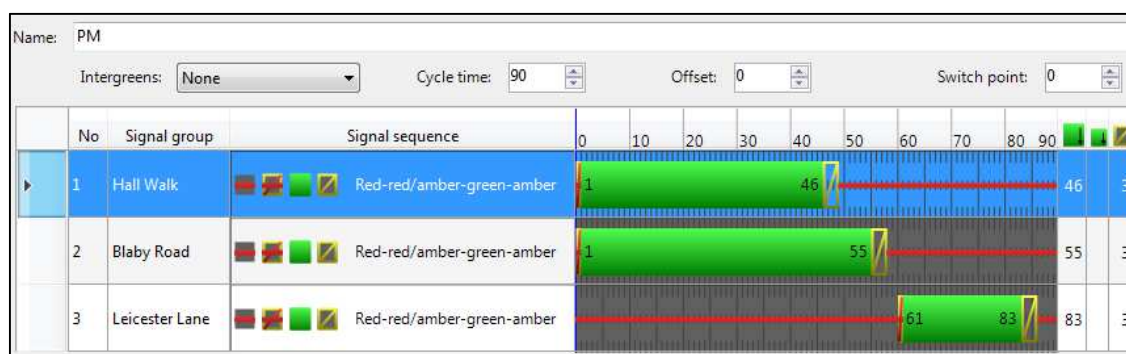 Name: PM
Intergreens: None Cycle time: 90 Offset: 0 Switch point: 0
No Signal group Signal sequence 0 10 20 30 40 50 60 70 80 90
1 Hall Walk Red-red/amber-green-amber 1 46 46 3
2 Blaby Road Red-red/amber-green-amber 1 55 55 3
3 Leicester Lane Red-red/amber-green-amber 61 83 83 3